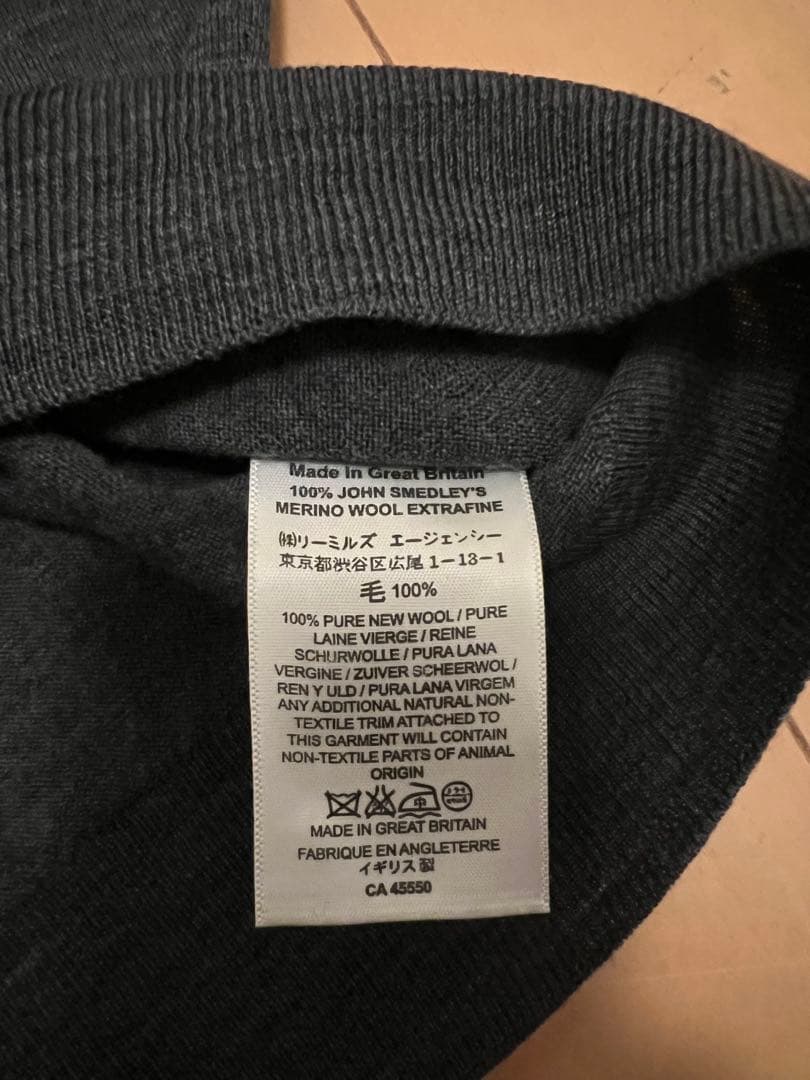 Made In Great Britain
100% JOHN SMEDLEY'S
MERINO WOOL EXTRAFINE
㈱リーミルズ エージェンシー
東京都渋谷区広尾1-13-1
毛 100%
100% PURE NEW WOOL / PURE
LAINE VIERGE / REINE
SCHURWOLLE / PURA LANA
VERGINE / ZUIVER SCHEERWOL /
REN Y ULD / PURA LANA VIRGEM
ANY ADDITIONAL NATURAL NON-
TEXTILE TRIM ATTACHED TO
THIS GARMENT WILL CONTAIN
NON-TEXTILE PARTS OF ANIMAL
ORIGIN
中
MADE IN GREAT BRITAIN
FABRIQUE EN ANGLETERRE
イギリス製
CA 45550